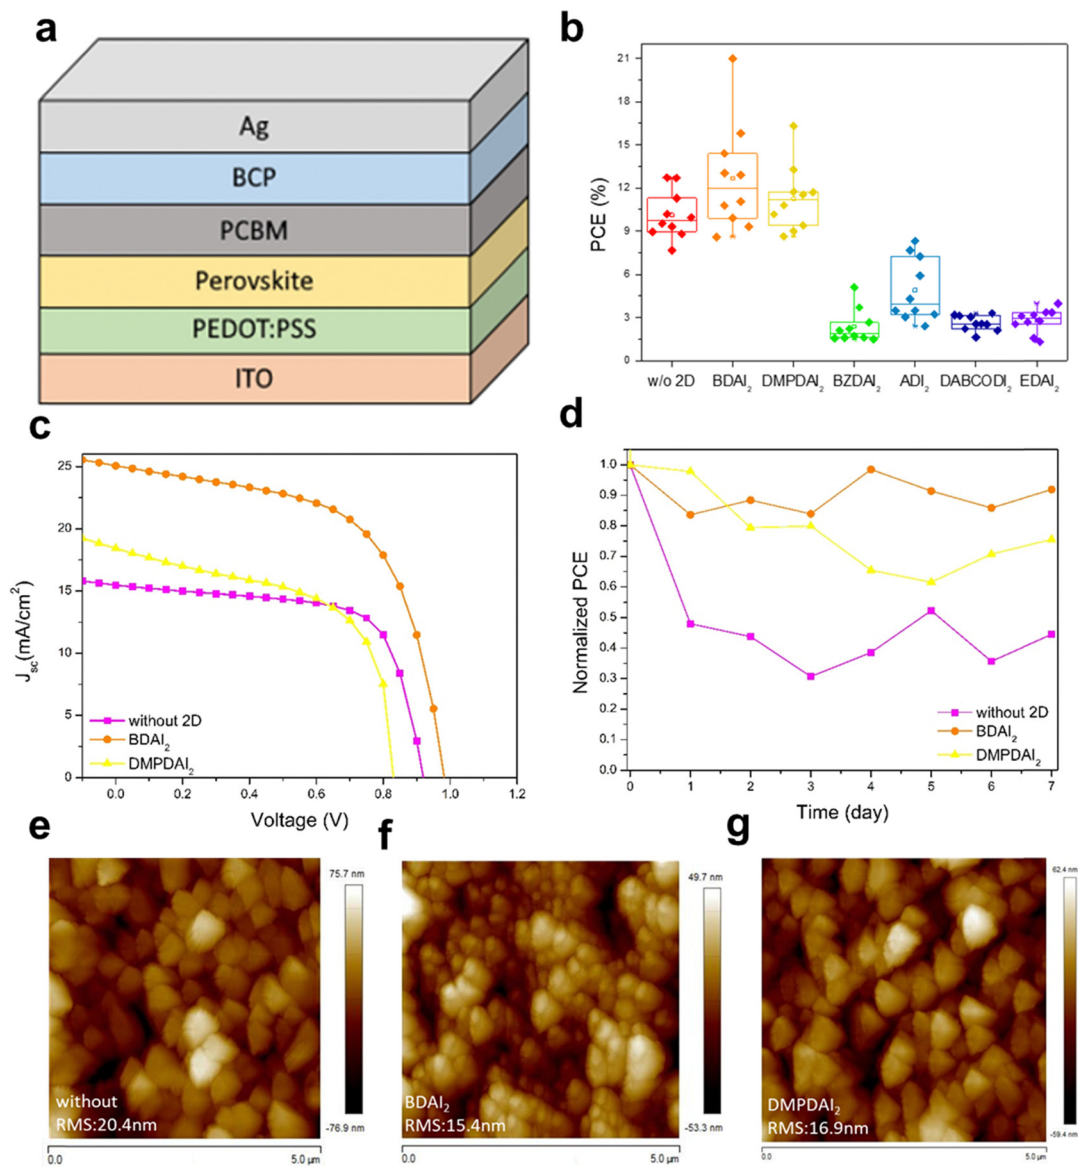 a
Ag
BCP
PCBM
Perovskite
PEDOT:PSS
ITO
b
PCE (%)
21
18
15
12
9
6
3
0
w/o 2D BDAI₂ DMPDAI₂ BZDAI₂ ADI₂ DABCODI₂ EDAI₂
c
Jsc(mA/cm²)
25
20
15
10
5
0
without 2D
BDAI₂
DMPDAI₂
0.0 0.2 0.4 0.6 0.8 1.0 1.2
Voltage (V)
d
Normalized PCE
1.0
0.9
0.8
0.7
0.6
0.5
0.4
0.3
0.2
0.1
0.0
without 2D
BDAI₂
DMPDAI₂
0 1 2 3 4 5 6 7
Time (day)
e
75.7 nm
without
RMS:20.4nm
-76.9 nm
0.0 5.0 µm
f
49.7 nm
BDAI₂
RMS:15.4nm
-53.3 nm
0.0 5.0 µm
g
62.4 nm
DMPDAI₂
RMS:16.9nm
-59.4 nm
0.0 5.0 µm